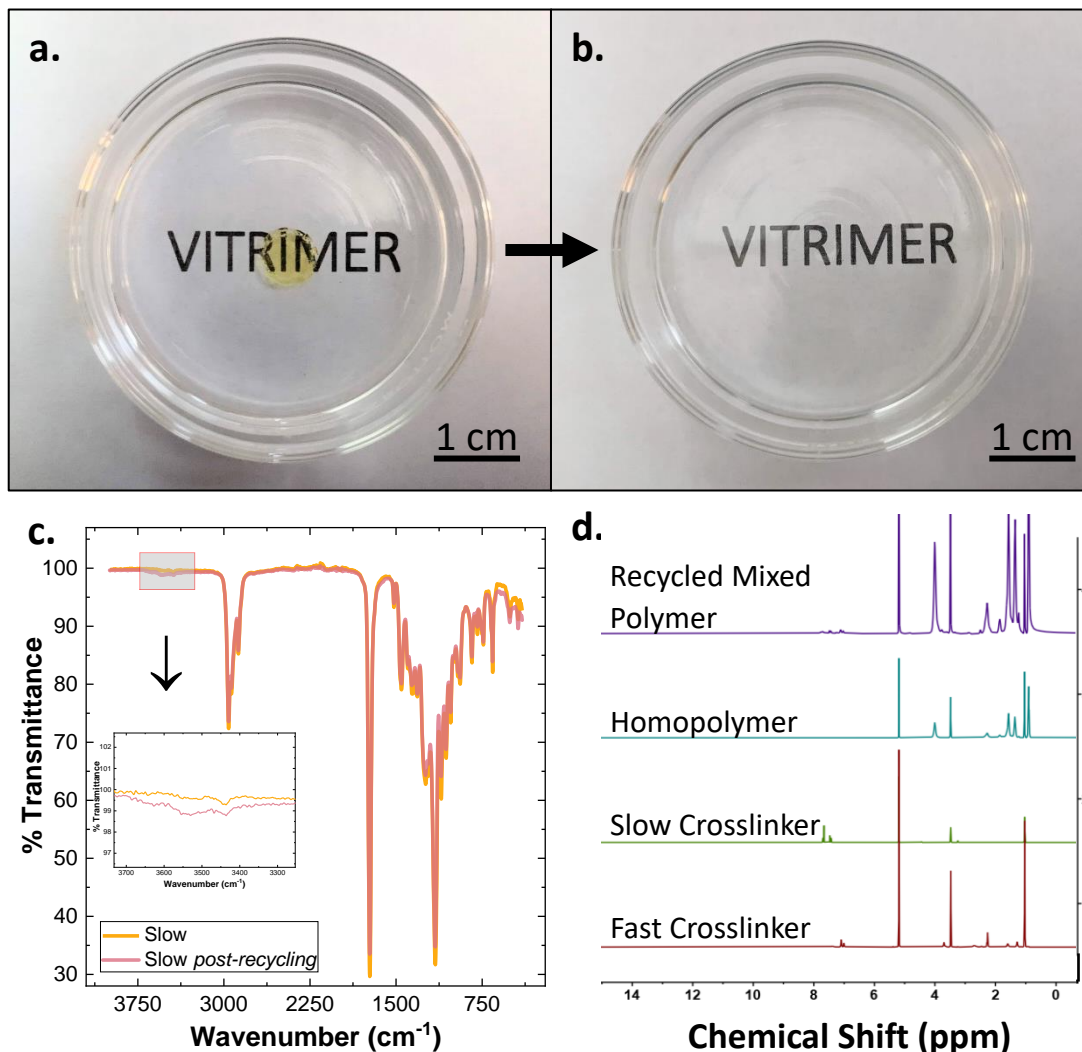 a.
VITRIMER
1 cm
b.
VITRIMER
1 cm
c.
% Transmittance
100
90
80
70
60
50
40
30
3750 3000 2250 1500 750
Wavenumber (cm⁻¹)
% Transmittance
102
101
100
99
98
97
3700 3600 3500 3400 3300
Wavenumber (cm⁻¹)
Slow
Slow post-recycling
d.
Recycled Mixed
Polymer
Homopolymer
Slow Crosslinker
Fast Crosslinker
14 12 10 8 6 4 2 0
Chemical Shift (ppm)